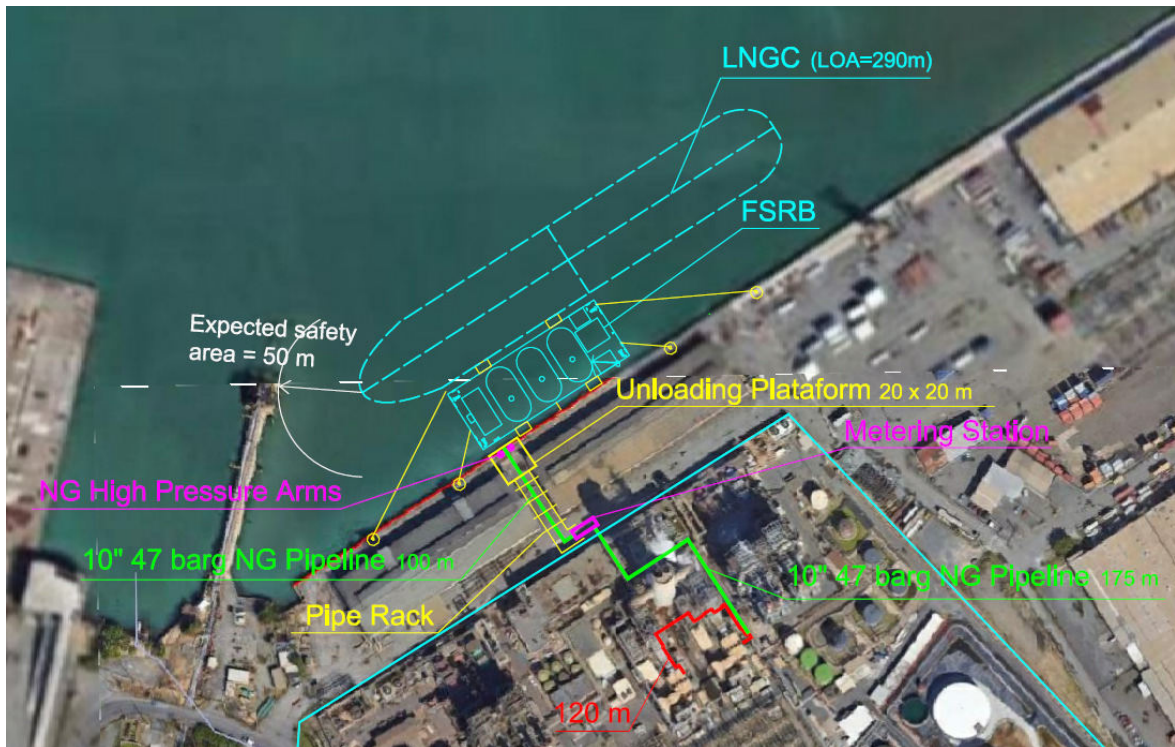 LNGC (LOA=290m)
FSRB
Expected safety
area = 50 m
Unloading Plataform 20 x 20 m
Metering Station
NG High Pressure Arms
10" 47 barg NG Pipeline 100 m
10" 47 barg NG Pipeline 175 m
Pipe Rack
120 m